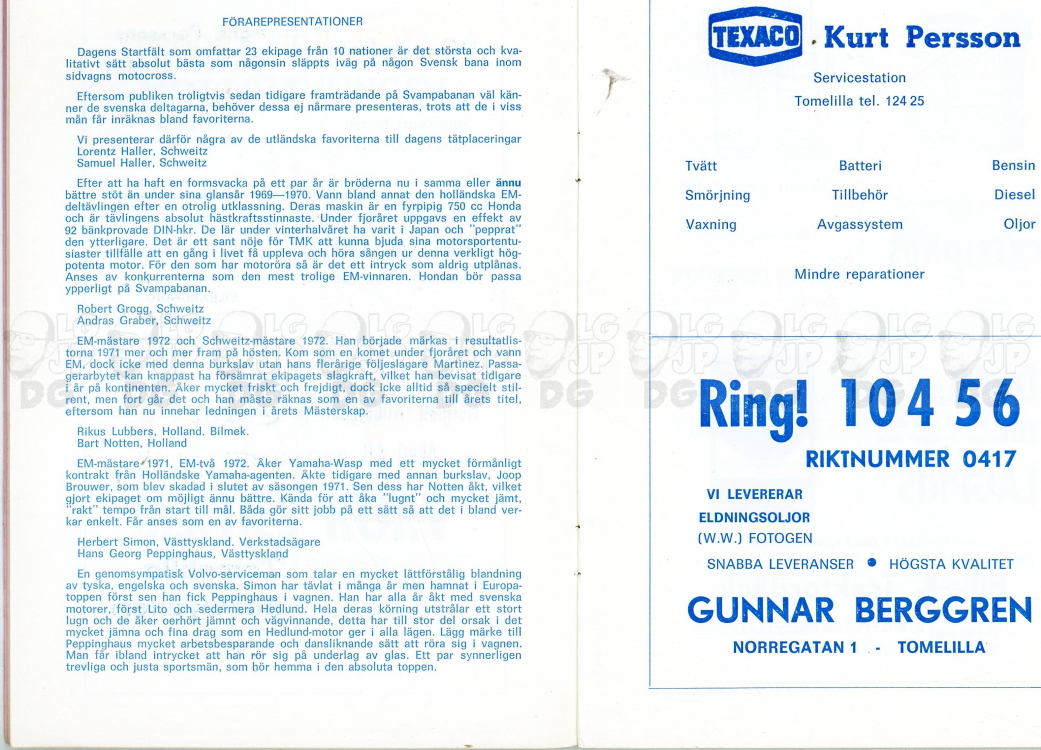 FÖRAREPRESENTATIONER
Dagens Startfält som omfattar 23 ekipage från 10 nationer är det största och kva-
litativt sätt absolut bästa som någonsin släppts iväg på någon Svensk bana inom
sidvagns motocross.
Eftersom publiken troligtvis sedan tidigare framträdande på Svampabanan väl kän-
ner de svenska deltagarna, behöver dessa ej närmare presenteras, trots att de i viss
mån får inräknas bland favoriterna.
Vi presenterar därför några av de utländska favoriterna till dagens tätplaceringar
Lorentz Haller, Schweitz
Samuel Haller, Schweitz
Efter att ha haft en formsvacka på ett par år är bröderna nu i samma eller ännu
bättre stöt än under sina glansår 1969—1970. Vann bland annat den holländska EM-
deltävlingen efter en otrolig utklassning. Deras maskin är en fyrpipig 750 cc Honda
och är tävlingens absolut hästkraftsstinnaste. Under fjoråret uppgavs en effekt av
92 bänkprovade DIN-hkr. De lär under vinterhalvåret ha varit i Japan och "pepprat"
den ytterligare. Det är ett sant nöje för TMK att kunna bjuda sina motorsportentu-
siaster tillfälle att en gång i livet få uppleva och höra sången ur denna verkligt hög-
potenta motor. För den som har motoröra så är det ett intryck som aldrig utplånas.
Anses av konkurrenterna som den mest trolige EM-vinnaren. Hondan bör passa
ypperligt på Svampabanan.
Robert Grogg, Schweitz
Andras Graber, Schweitz
EM-mästare 1972 och Schweitz-mästare 1972. Han började märkas i resultatlis-
torna 1971 mer och mer fram på hösten. Kom som en komet under fjoråret och vann
EM, dock icke med denna burkslav utan hans flerårige följeslagare Martinez. Passa-
gerarbytet kan knappast ha försämrat ekipagets slagkraft, vilket han bevisat tidigare
i år på kontinenten. Åker mycket friskt och frejdigt, dock icke alltid så specielt stil-
rent, men fort går det och han måste räknas som en av favoriterna till årets titel,
eftersom han nu innehar ledningen i årets Mästerskap.
Rikus Lubbers, Holland. Bilmek.
Bart Notten, Holland
EM-mästare 1971, EM-två 1972. Åker Yamaha-Wasp med ett mycket förmånligt
kontrakt från Holländske Yamaha-agenten. Åkte tidigare med annan burkslav, Joop
Brouwer, som blev skadad i slutet av säsongen 1971. Sen dess har Notten åkt, vilket
gjort ekipaget om möjligt ännu bättre. Kända för att åka "lugnt" och mycket jämt,
"rakt" tempo från start till mål. Båda gör sitt jobb på ett sätt så att det i bland ver-
kar enkelt. Får anses som en av favoriterna.
Herbert Simon, Västtyskland. Verkstadsägare
Hans Georg Peppinghaus, Västtyskland
En genomsympatisk Volvo-serviceman som talar en mycket lättförstålig blandning
av tyska, engelska och svenska. Simon har tävlat i många år men hamnat i Europa-
toppen först sen han fick Peppinghaus i vagnen. Han har alla år åkt med svenska
motorer, först Lito och sedermera Hedlund. Hela deras körning utstrålar ett stort
lugn och de åker oerhört jämnt och vägvinnande, detta har till stor del orsak i det
mycket jämna och fina drag som en Hedlund-motor ger i alla lägen. Lägg märke till
Peppinghaus mycket arbetsbesparande och dansliknande sätt att röra sig i vagnen.
Man får ibland intrycket att han rör sig på underlag av glas. Ett par synnerligen
trevliga och justa sportsmän, som bör hemma i den absoluta toppen.
TEXACO Kurt Persson
Servicestation
Tomelilla tel. 124 25
Tvätt Batteri Bensin
Smörjning Tillbehör Diesel
Vaxning Avgassystem Oljor
Mindre reparationer
Ring! 104 56
RIKTNUMMER 0417
VI LEVERERAR
ELDNINGSOLJOR
(W.W.) FOTOGEN
SNABBA LEVERANSER ● HÖGSTA KVALITET
GUNNAR BERGGREN
NORREGATAN 1 - TOMELILLA
LG JP DG